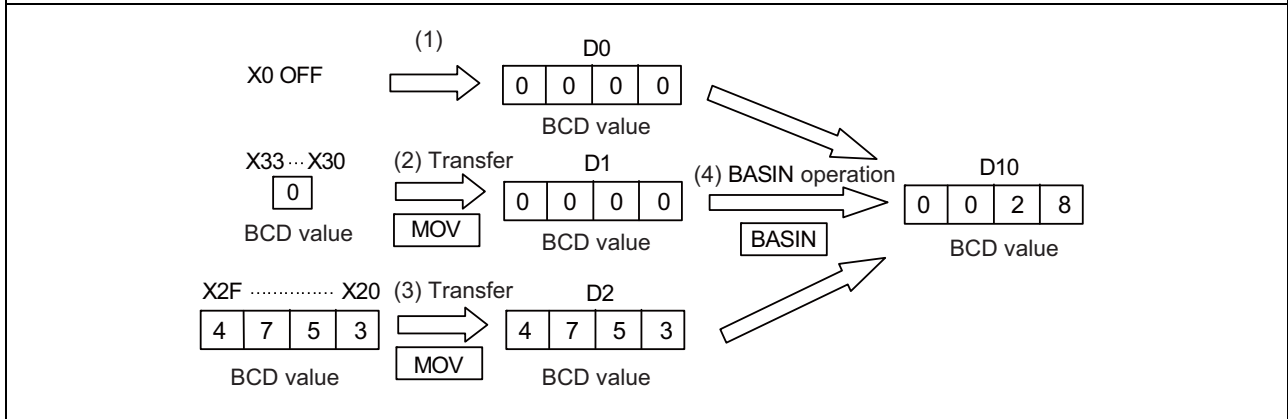 (1)
D0
X0 OFF
0 0 0 0
BCD value
X33 ··· X30
(2) Transfer
D1
(4) BASIN operation
D10
0
0 0 0 0
0 0 2 8
BCD value
MOV
BCD value
BASIN
BCD value
X2F ··············· X20
(3) Transfer
D2
4 7 5 3
4 7 5 3
BCD value
MOV
BCD value